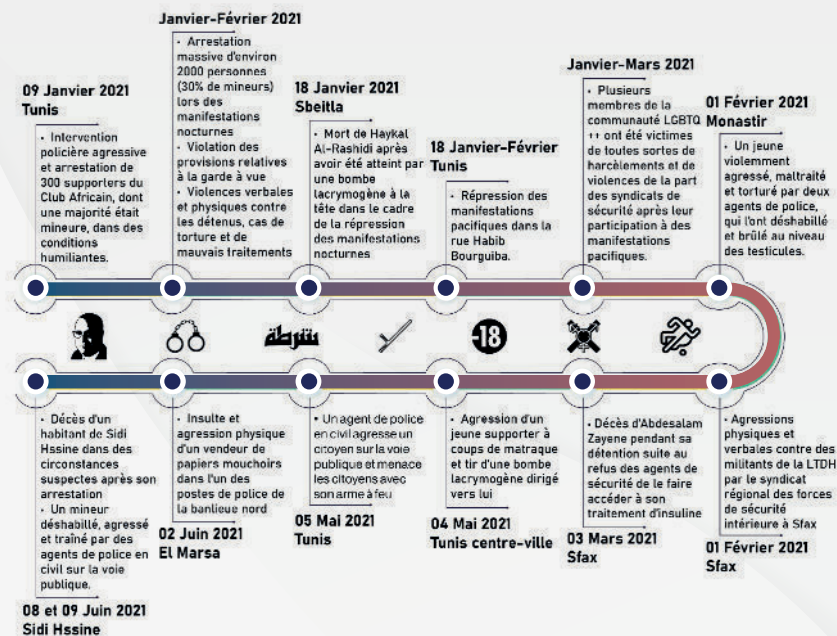 09 Janvier 2021
Tunis
· Intervention
policière agressive
et arrestation de
300 supporters du
Club Africain, dont
une majorité était
mineure, dans des
conditions
humiliantes.
Janvier-Février 2021
· Arrestation
massive d'environ
2000 personnes
(30% de mineurs)
lors des
manifestations
nocturnes
· Violation des
provisions relatives
à la garde à vue
· Violences verbales
et physiques contre
les détenus, cas de
torture et de
mauvais traitements
18 Janvier 2021
Sbeitla
· Mort de Haykal
Al-Rashidi après
avoir été atteint par
une bombe
lacrymogène à la
tête dans le cadre
de la répression
des manifestations
nocturnes
18 Janvier-Février
Tunis
· Répression des
manifestations
pacifiques dans la
rue Habib
Bourguiba.
Janvier-Mars 2021
· Plusieurs
membres de la
communauté LGBTQ
++ ont été victimes
de toutes sortes de
harcèlements et de
violences de la part
des syndicats de
sécurité après leur
participation à des
manifestations
pacifiques.
01 Février 2021
Monastir
· Un jeune
violemment
agressé, maltraité
et torturé par deux
agents de police,
qui l'ont déshabillé
et brûlé au niveau
des testicules.
شرطة
-18
· Décès d'un
habitant de Sidi
Hssine dans des
circonstances
suspectes après son
arrestation
· Un mineur
déshabillé, agressé
et traîné par des
agents de police en
civil sur la voie
publique.
08 et 09 Juin 2021
Sidi Hssine
· Insulte et
agression physique
d'un vendeur de
papiers mouchoirs
dans l'un des
postes de police de
la banlieue nord
02 Juin 2021
El Marsa
• Un agent de police
en civil agresse un
citoyen sur la voie
publique et menace
les citoyens avec
son arme à feu
05 Mai 2021
Tunis
· Agression d'un
jeune supporter à
coups de matraque
et tir d'une bombe
lacrymogène dirigé
vers lui
04 Mai 2021
Tunis centre-ville
· Décès d'Abdesalam
Zayene pendant sa
détention suite au
refus des agents de
sécurité de le faire
accéder à son
traitement d'insuline
03 Mars 2021
Sfax
· Agressions
physiques et
verbales contre des
militants de la LTDH
par le syndicat
régional des forces
de sécurité
intérieure à Sfax
01 Février 2021
Sfax